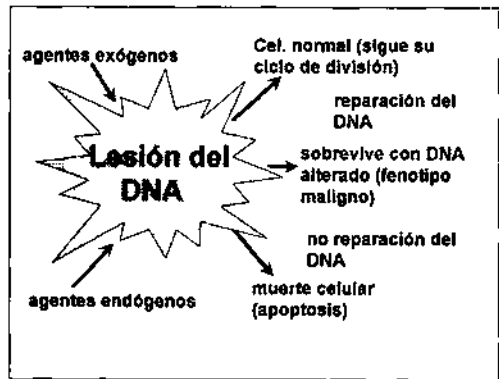 agentes exógenos
Cel. normal (sigue su
ciclo de división)
reparación del
DNA
Lesión del
DNA
sobrevive con DNA
alterado (fenotipo
maligno)
no reparación del
DNA
agentes endógenos
muerte celular
(apoptosis)